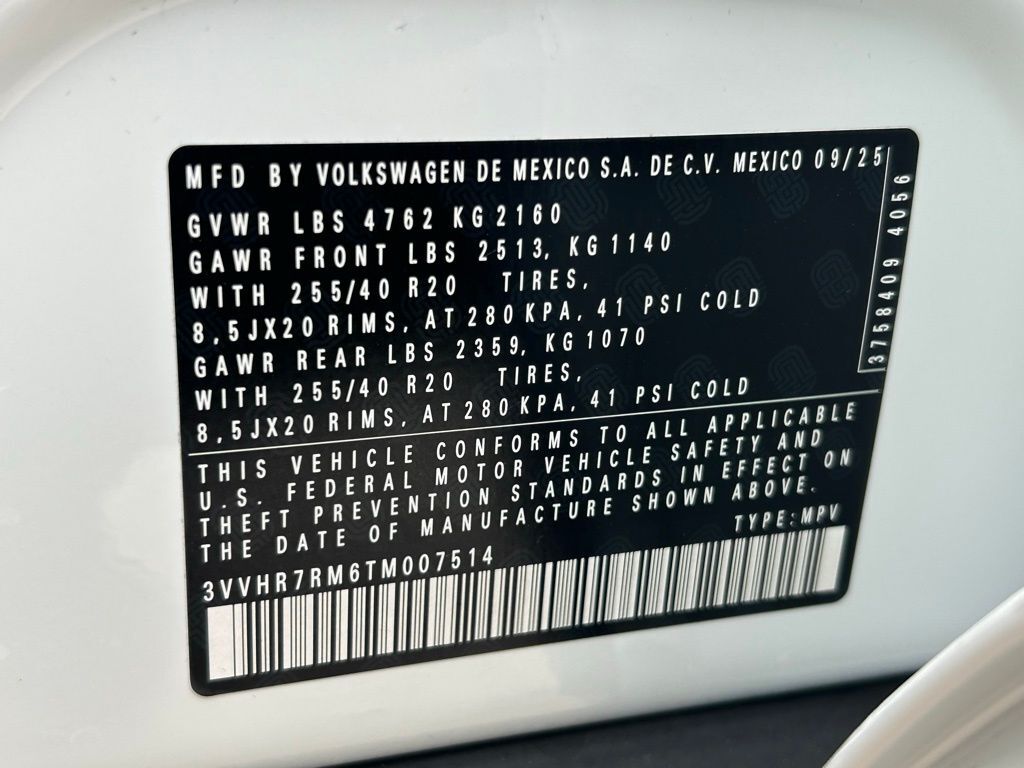 MFD BY VOLKSWAGEN DE MEXICO S.A. DE C.V. MEXICO 09/25
GVWR LBS 4762 KG 2160
GAWR FRONT LBS 2513, KG 1140
WITH 255/40 R20 TIRES,
8,5JX20 RIMS, AT 280 KPA, 41 PSI COLD
GAWR REAR LBS 2359, KG 1070
WITH 255/40 R20 TIRES,
8,5JX20 RIMS, AT 280 KPA, 41 PSI COLD
3758409 4056
THIS VEHICLE CONFORMS TO ALL APPLICABLE
U.S. FEDERAL MOTOR VEHICLE SAFETY AND
THEFT PREVENTION STANDARDS IN EFFECT ON
THE DATE OF MANUFACTURE SHOWN ABOVE.
TYPE: MPV
3VVHR7RM6TM007514